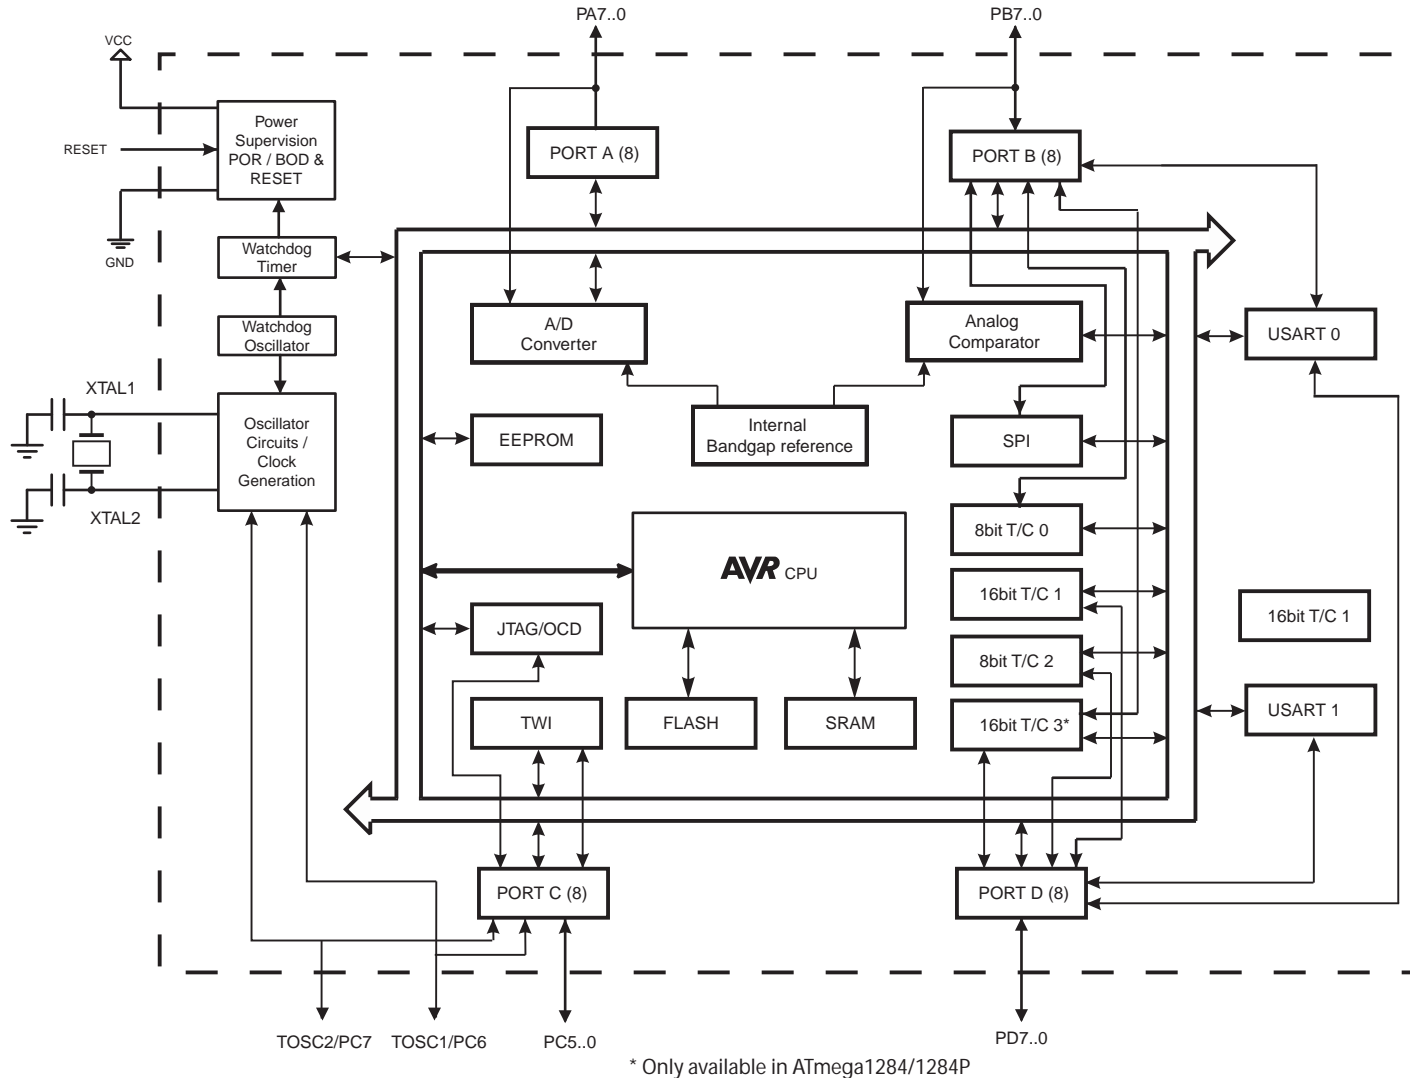 PA7..0
PB7..0
VCC
Power
Supervision
POR / BOD &
RESET
RESET
GND
PORT A (8)
PORT B (8)
Watchdog
Timer
Watchdog
Oscillator
A/D
Converter
Analog
Comparator
USART 0
XTAL1
Oscillator
Circuits /
Clock
Generation
XTAL2
EEPROM
Internal
Bandgap reference
SPI
8bit T/C 0
AVR CPU
16bit T/C 1
16bit T/C 1
JTAG/OCD
8bit T/C 2
TWI
FLASH
SRAM
16bit T/C 3*
USART 1
PORT C (8)
PORT D (8)
TOSC2/PC7
TOSC1/PC6
PC5..0
PD7..0
* Only available in ATmega1284/1284P